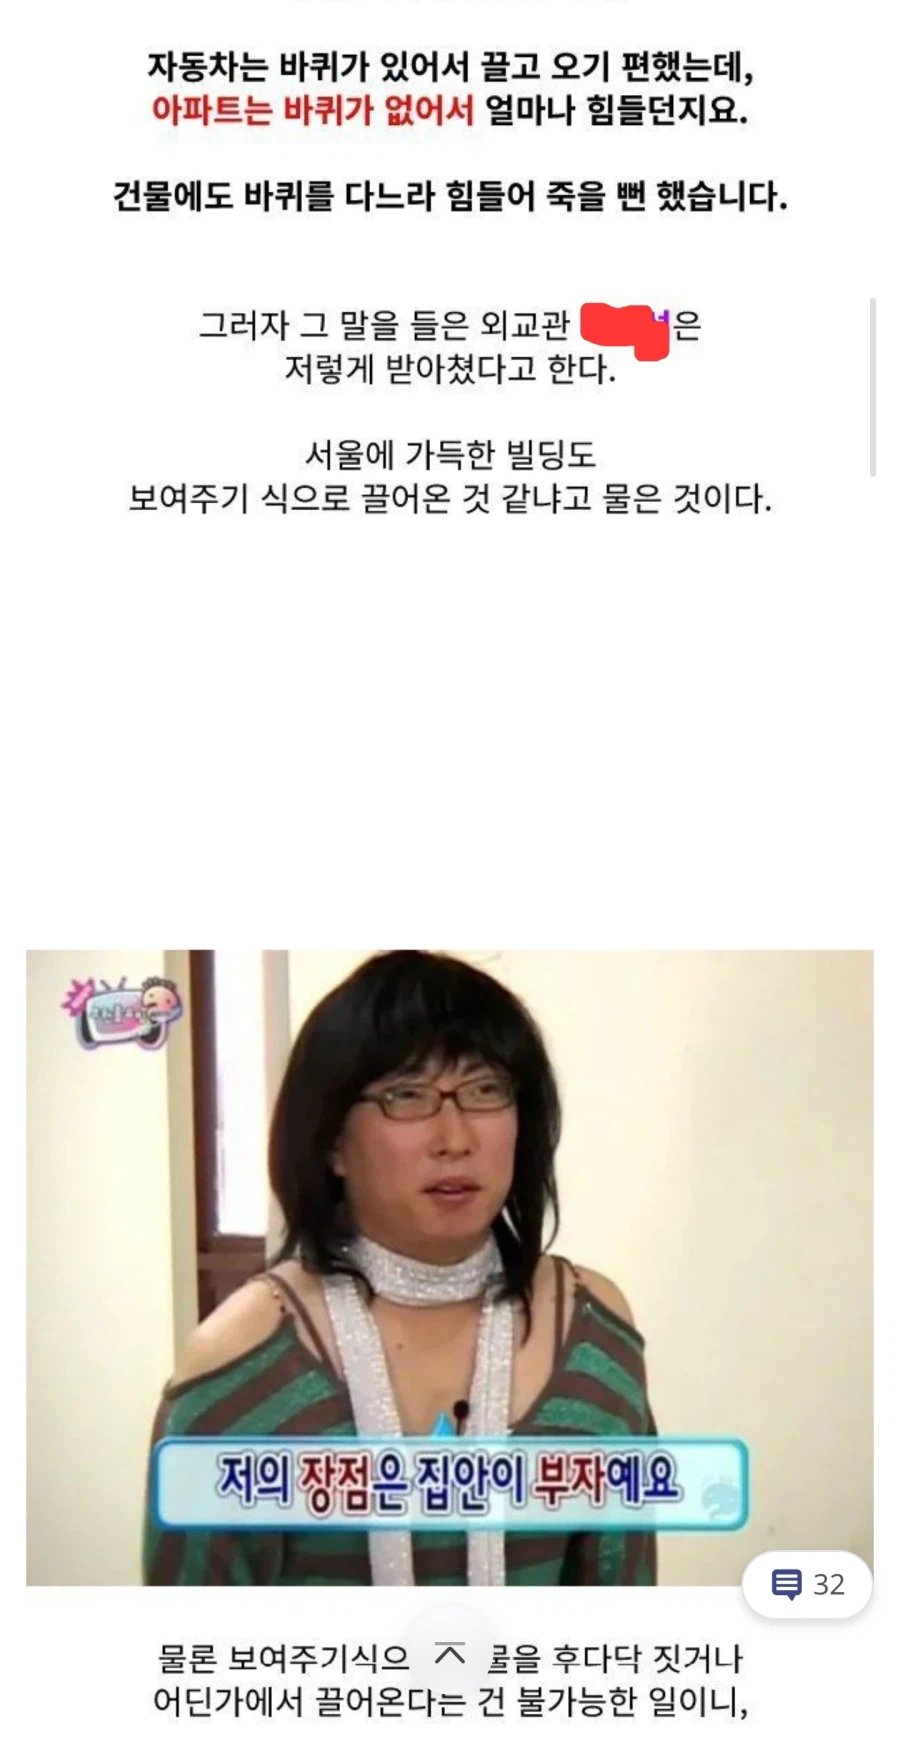 자동차는 바퀴가 있어서 끌고 오기 편했는데,
아파트는 바퀴가 없어서 얼마나 힘들던지요.
건물에도 바퀴를 다느라 힘들어 죽을 뻔 했습니다.
그러자 그 말을 들은 외교관 은
저렇게 받아쳤다고 한다.
서울에 가득한 빌딩도
보여주기 식으로 끌어온 것 같냐고 물은 것이다.
저의 장점은 집안이 부자예요
32
물론 보여주기식으 물을 후다닥 짓거나
어딘가에서 끌어온다는 건 불가능한 일이니,